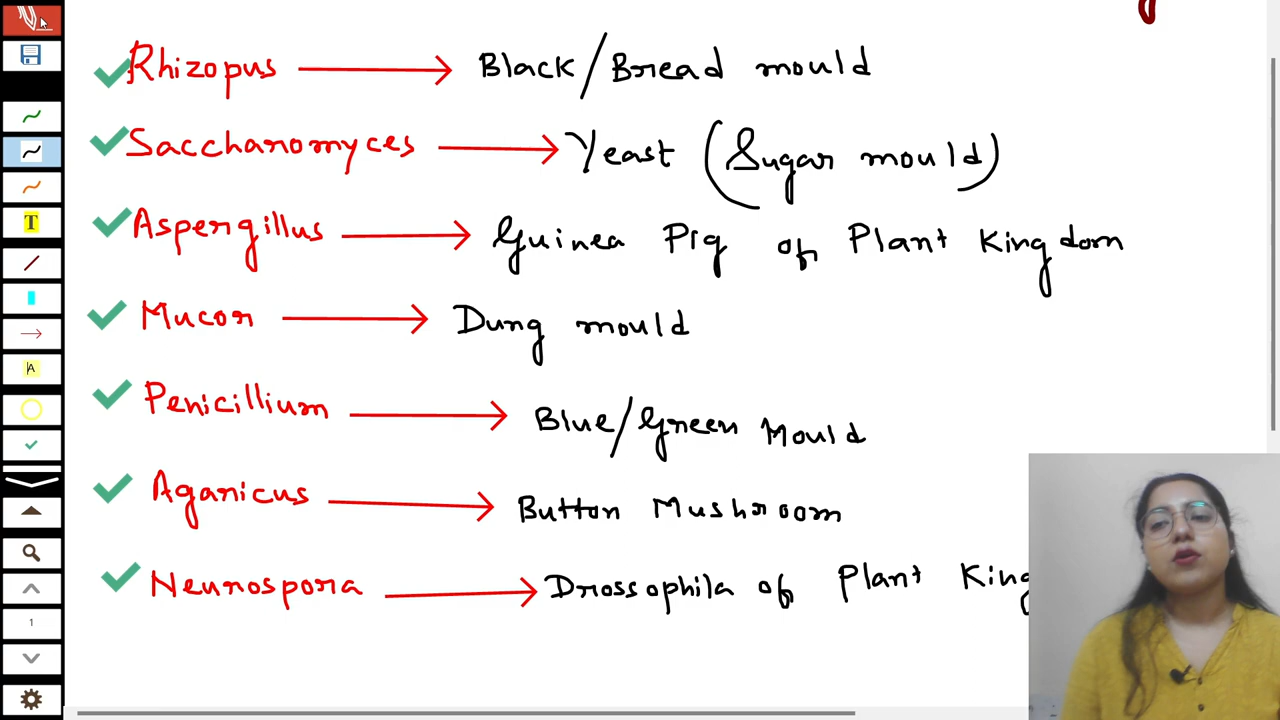 Rhizopus → Black/Bread mould
Saccharomyces → Yeast (Sugar mould)
Aspergillus → Guinea Pig of Plant Kingdom
Mucor → Dung mould
Penicillium → Blue/Green Mould
Agaricus → Button Mushroom
Neurospora → Drossophila of Plant King
T
A
1